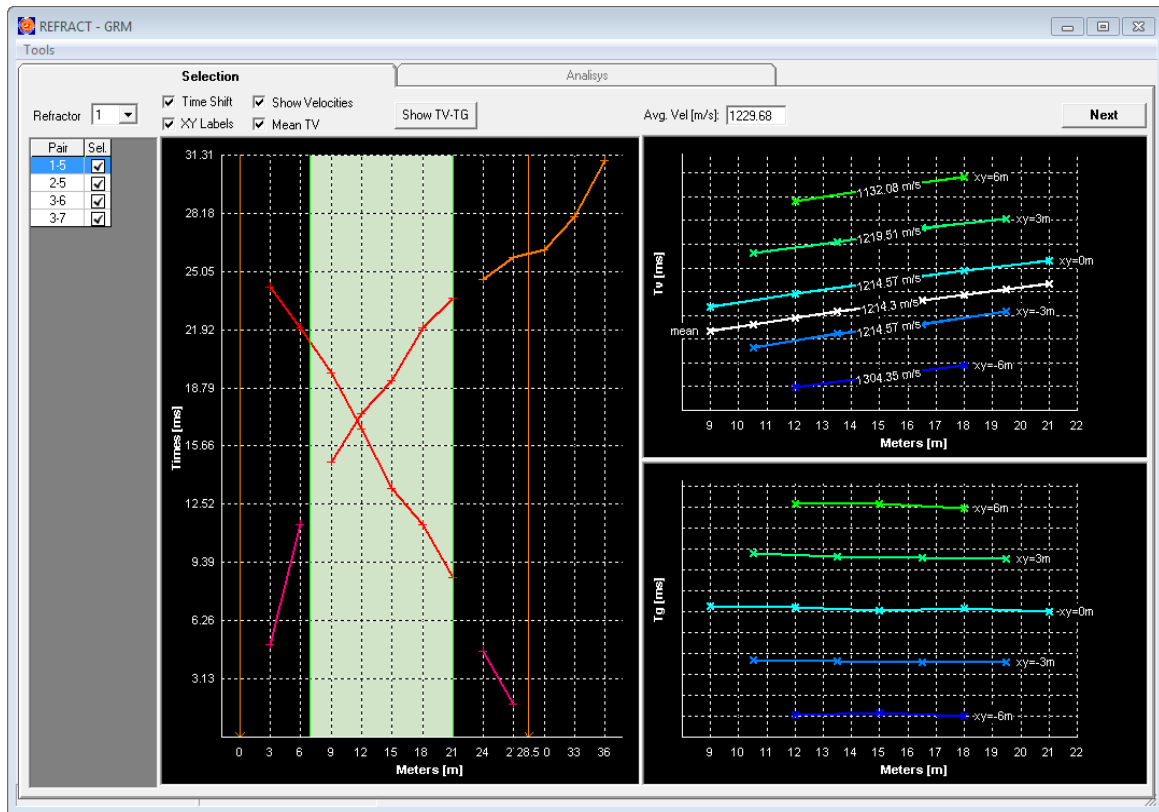 REFRACT - GRM
Tools
Selection
Analisys
Refractor 1
Time Shift
Show Velocities
XY Labels
Mean TV
Show TV-TG
Avg. Vel [m/s]: 1229.68
Next
Pair Sel.
1-5
2-5
3-6
3-7
Times [ms]
31.31
28.18
25.05
21.92
18.79
15.66
12.52
9.39
6.26
3.13
0 3 6 9 12 15 18 21 24 2 28.5 0 33 36
Meters [m]
Tv [ms]
1132.08 m/s xy=6m
1219.51 m/s xy=3m
1214.57 m/s xy=0m
mean 1214.3 m/s
1214.57 m/s xy=-3m
1304.35 m/s xy=-6m
9 10 11 12 13 14 15 16 17 18 19 20 21 22
Meters [m]
Tg [ms]
xy=6m
xy=3m
xy=0m
xy=-3m
xy=-6m
9 10 11 12 13 14 15 16 17 18 19 20 21 22
Meters [m]